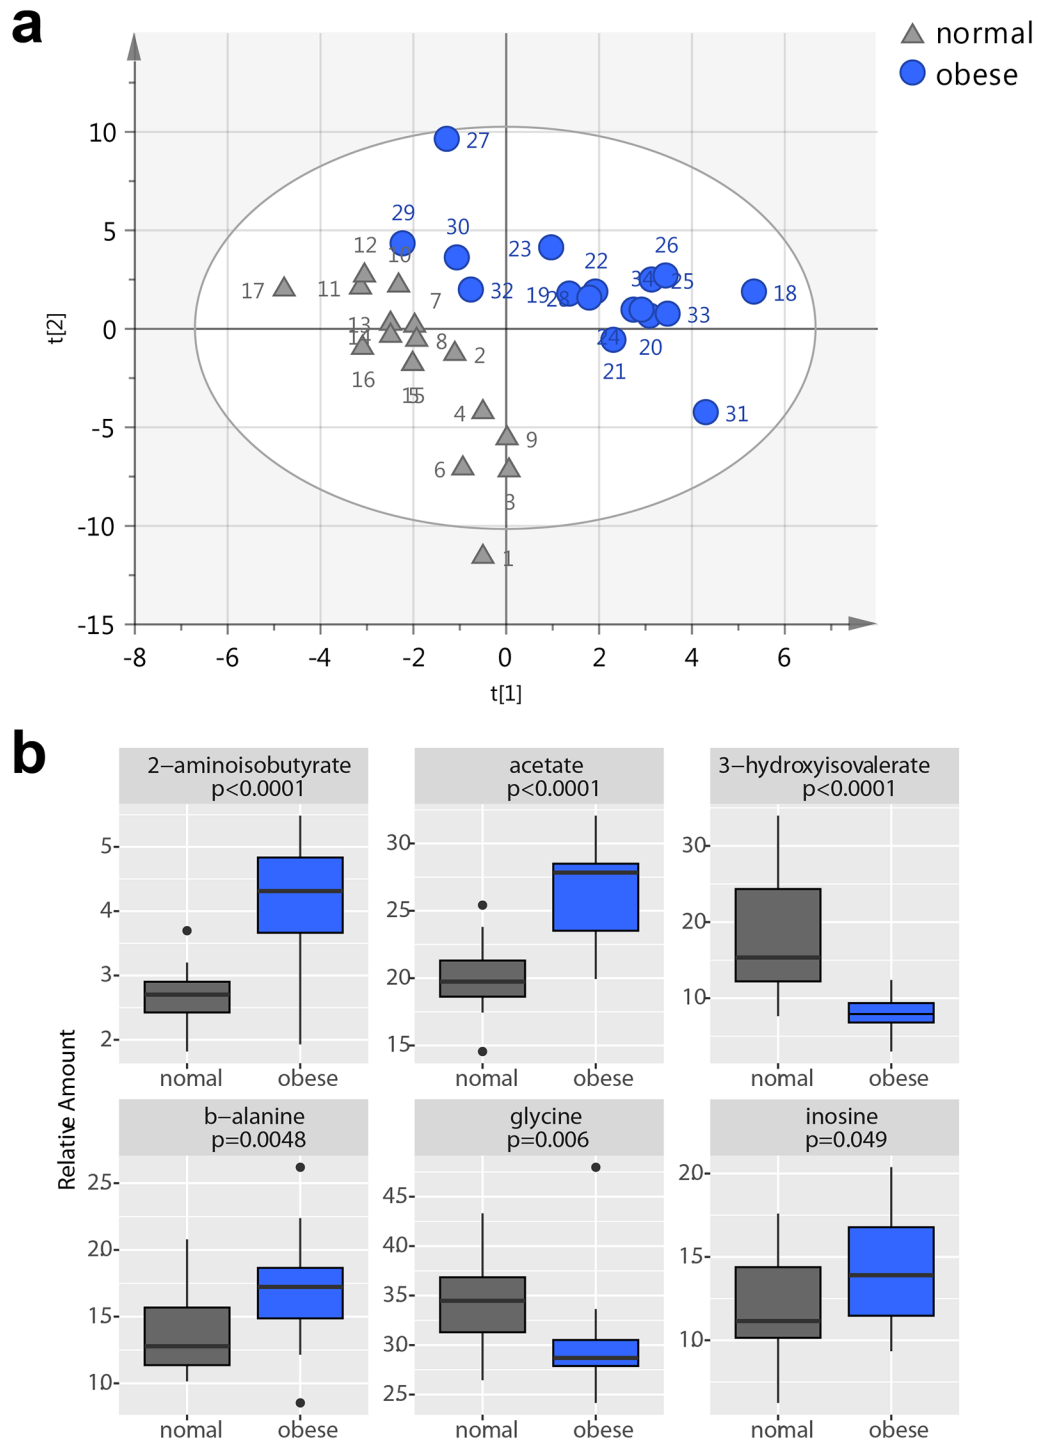 a
normal
obese
10
5
0
-5
-10
-15
t[2]
27
29
30
12
10
23
26
22
17
11
7
32
19
28
34
25
18
13
14
8
2
24
20
33
21
16
15
4
9
31
6
3
1
-8
-6
-4
-2
0
2
4
6
t[1]
b
2−aminoisobutyrate
p<0.0001
acetate
p<0.0001
3−hydroxyisovalerate
p<0.0001
5
4
3
2
30
25
20
15
30
20
10
nomal
obese
nomal
obese
nomal
obese
Relative Amount
b−alanine
p=0.0048
glycine
p=0.006
inosine
p=0.049
25
20
15
10
45
40
35
30
25
20
15
10
nomal
obese
nomal
obese
nomal
obese